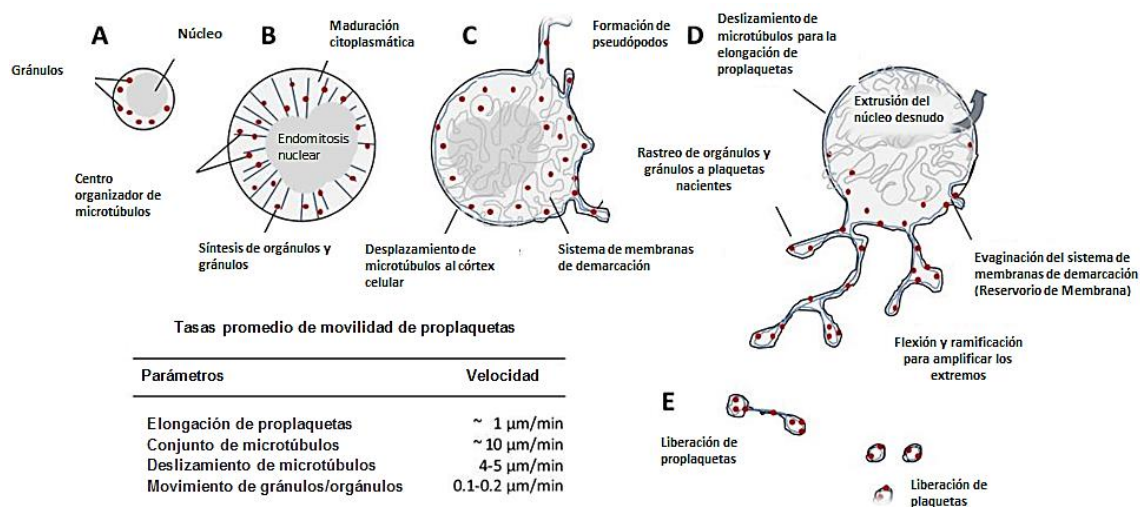 A
Núcleo
Gránulos
B
Maduración
citoplasmática
Endomitosis
nuclear
Centro
organizador de
microtúbulos
Síntesis de orgánulos y
gránulos
C
Formación de
pseudópodos
Desplazamiento de
microtúbulos al córtex
celular
Sistema de membranas
de demarcación
D
Deslizamiento de
microtúbulos para la
elongación de
proplaquetas
Extrusión del
núcleo desnudo
Rastreo de orgánulos y
gránulos a plaquetas
nacientes
Evaginación del sistema de
membranas de demarcación
(Reservorio de Membrana)
Flexión y ramificación
para amplificar los
extremos
E
Liberación de
proplaquetas
Liberación de
plaquetas
Tasas promedio de movilidad de proplaquetas
Parámetros Velocidad
Elongación de proplaquetas ~ 1 µm/min
Conjunto de microtúbulos ~ 10 µm/min
Deslizamiento de microtúbulos 4-5 µm/min
Movimiento de gránulos/orgánulos 0.1-0.2 µm/min